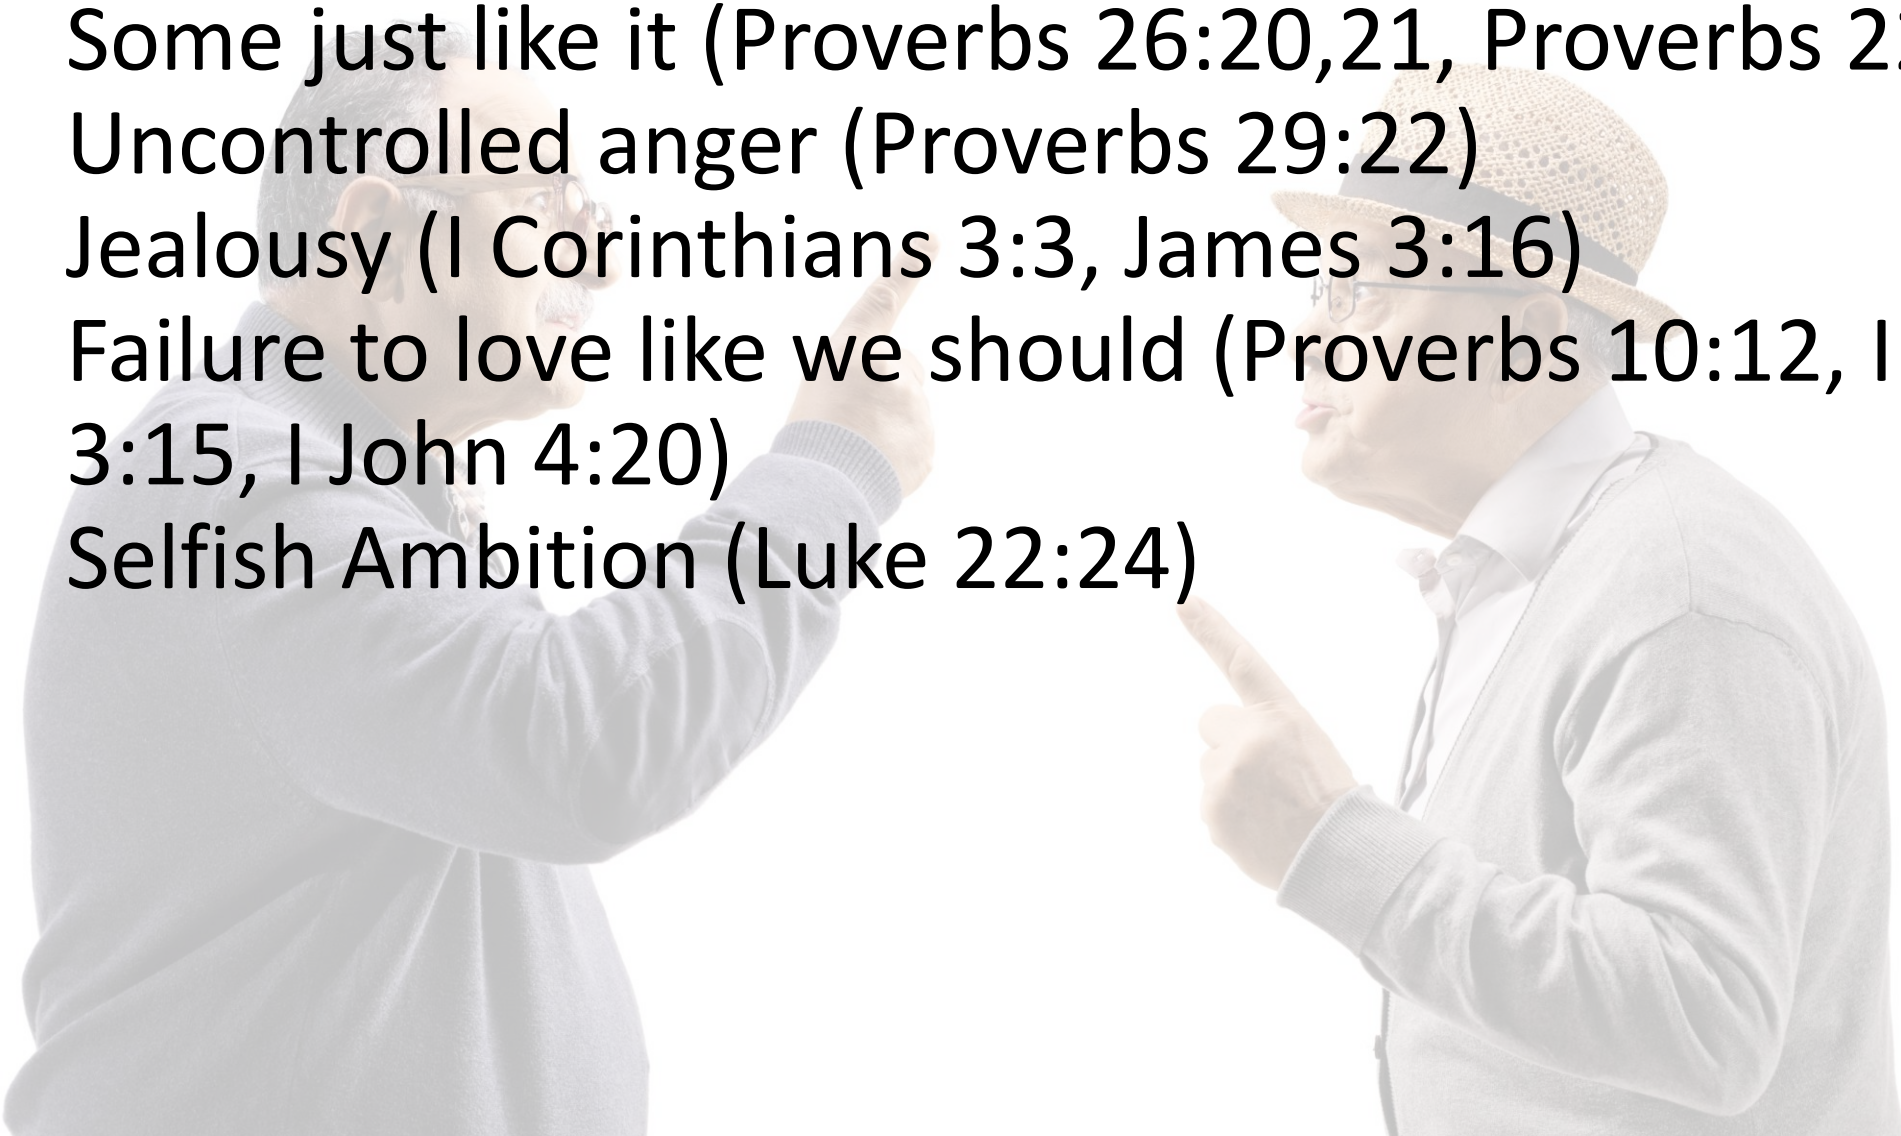 Some just like it (Proverbs 26:20,21, Proverbs
Uncontrolled anger (Proverbs 29:22)
Jealousy (I Corinthians 3:3, James 3:16)
Failure to love like we should (Proverbs 10:12, I
3:15, I John 4:20)
Selfish Ambition (Luke 22:24)